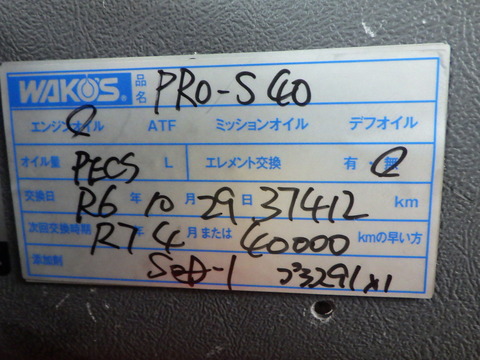 WAKO'S 品名 PRO-S 40
エンジンオイル ATF ミッションオイル デフオイル
オイル量 PECS L エレメント交換 有・無
交換日 R6 年 10 月 29 日 37412 km
次回交換時期 R7 年 4 月または 40000 kmの早い方
添加剤 S 3291 x1